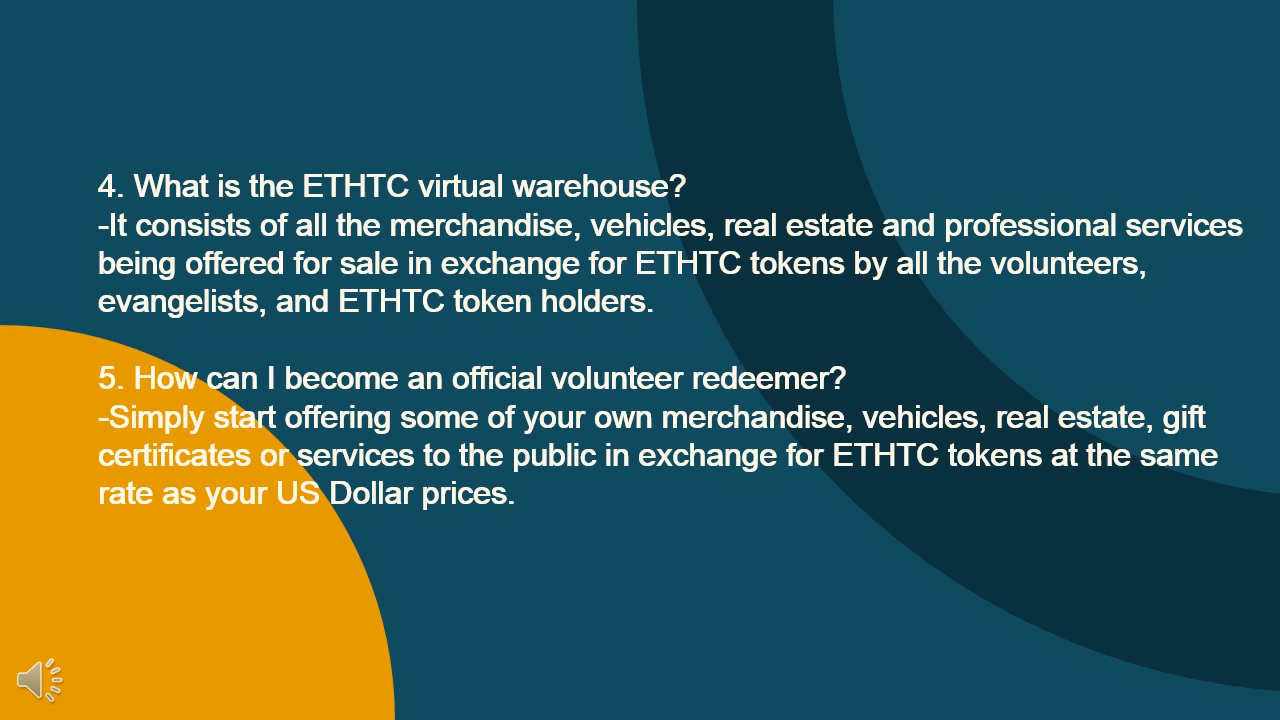 4. What is the ETHTC virtual warehouse?
-It consists of all the merchandise, vehicles, real estate and professional services
being offered for sale in exchange for ETHTC tokens by all the volunteers,
evangelists, and ETHTC token holders.
5. How can I become an official volunteer redeemer?
-Simply start offering some of your own merchandise, vehicles, real estate, gift
certificates or services to the public in exchange for ETHTC tokens at the same
rate as your US Dollar prices.